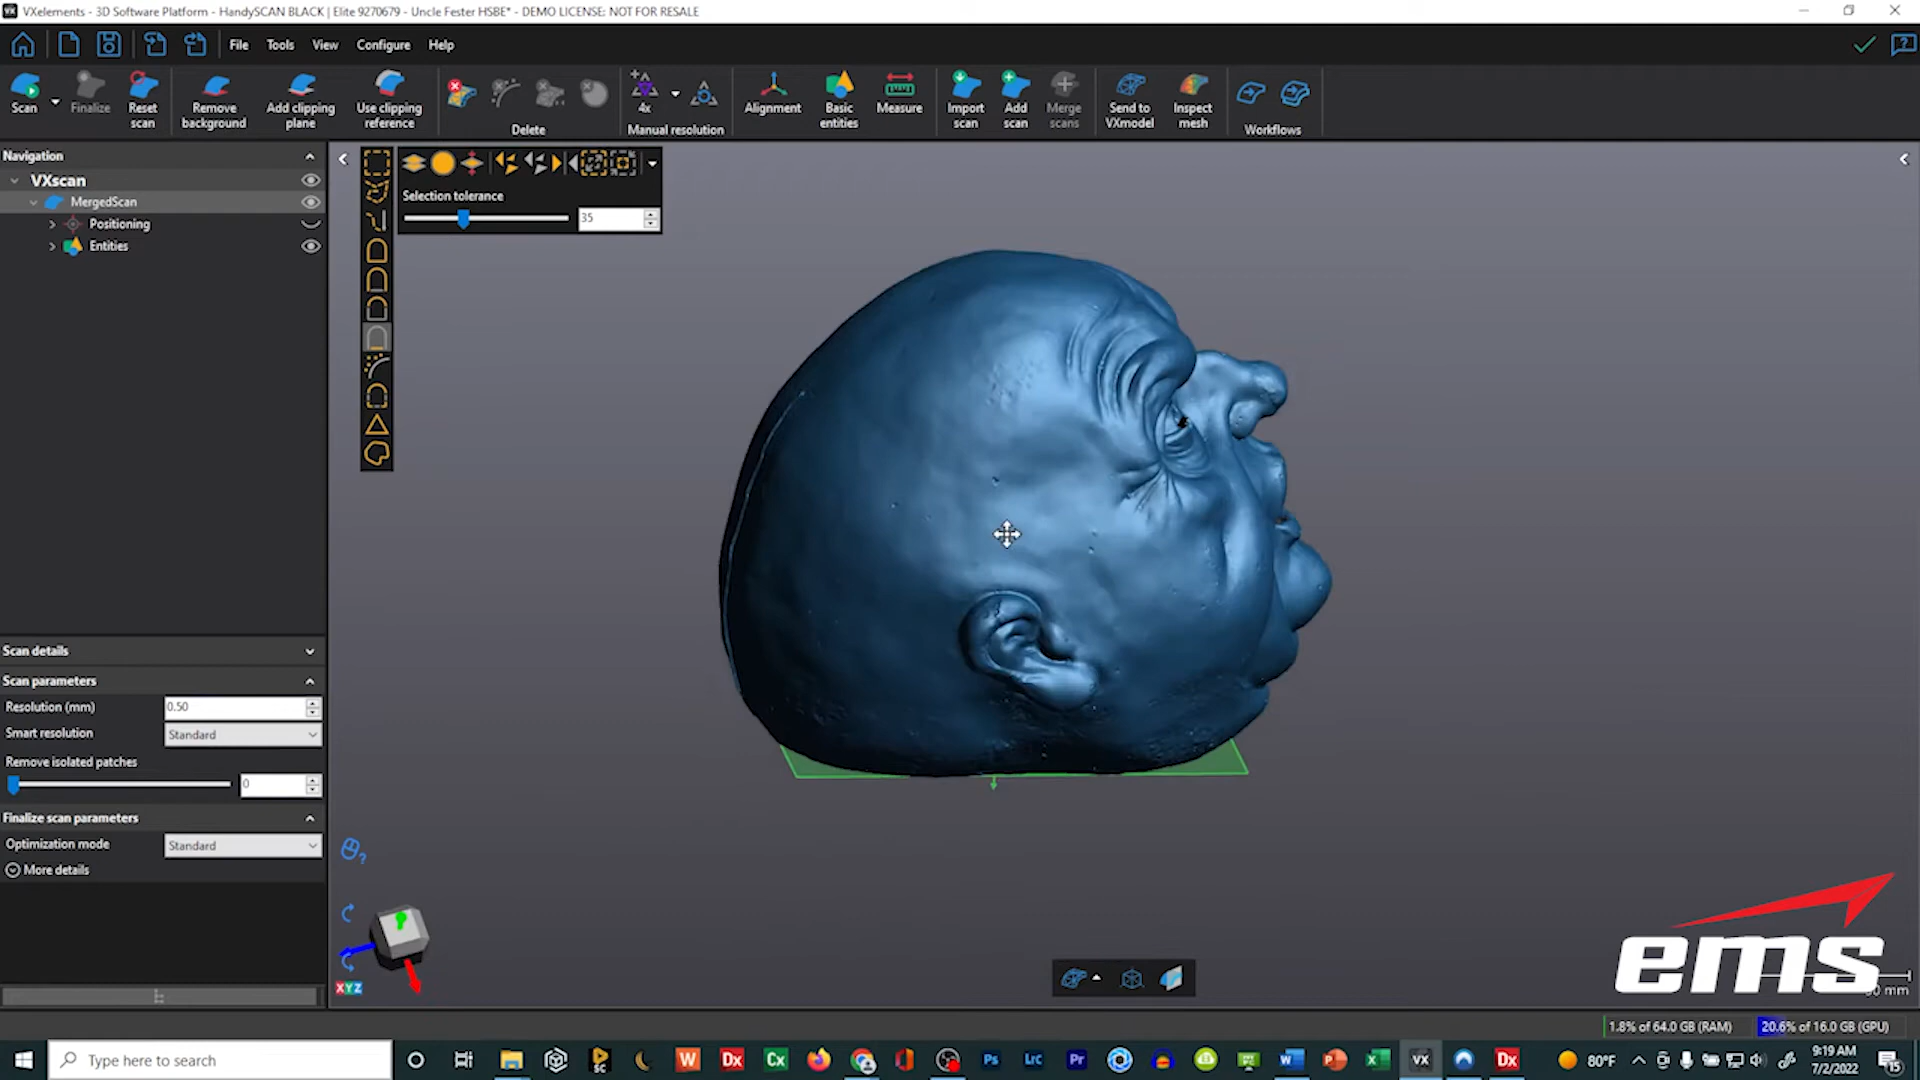 VXelements - 3D Software Platform - HandySCAN BLACK | Elite 9270679 - Uncle Fester HSBE* - DEMO LICENSE: NOT FOR RESALE
File Tools View Configure Help
Scan
Finalize
Reset scan
Remove background
Add clipping plane
Use clipping reference
Delete
4x
Manual resolution
Alignment
Basic entities
Measure
Import scan
Add scan
Merge scans
Send to VXmodel
Inspect mesh
Workflows
Navigation
VXscan
MergedScan
Positioning
Entities
Selection tolerance
35
Scan details
Scan parameters
Resolution (mm) 0.50
Smart resolution Standard
Remove isolated patches
0
Finalize scan parameters
Optimization mode Standard
More details
XYZ
ems
mm
1.8% of 64.0 GB (RAM) 20.6% of 16.0 GB (GPU)
Type here to search
80°F
9:19 AM
7/2/2022
15